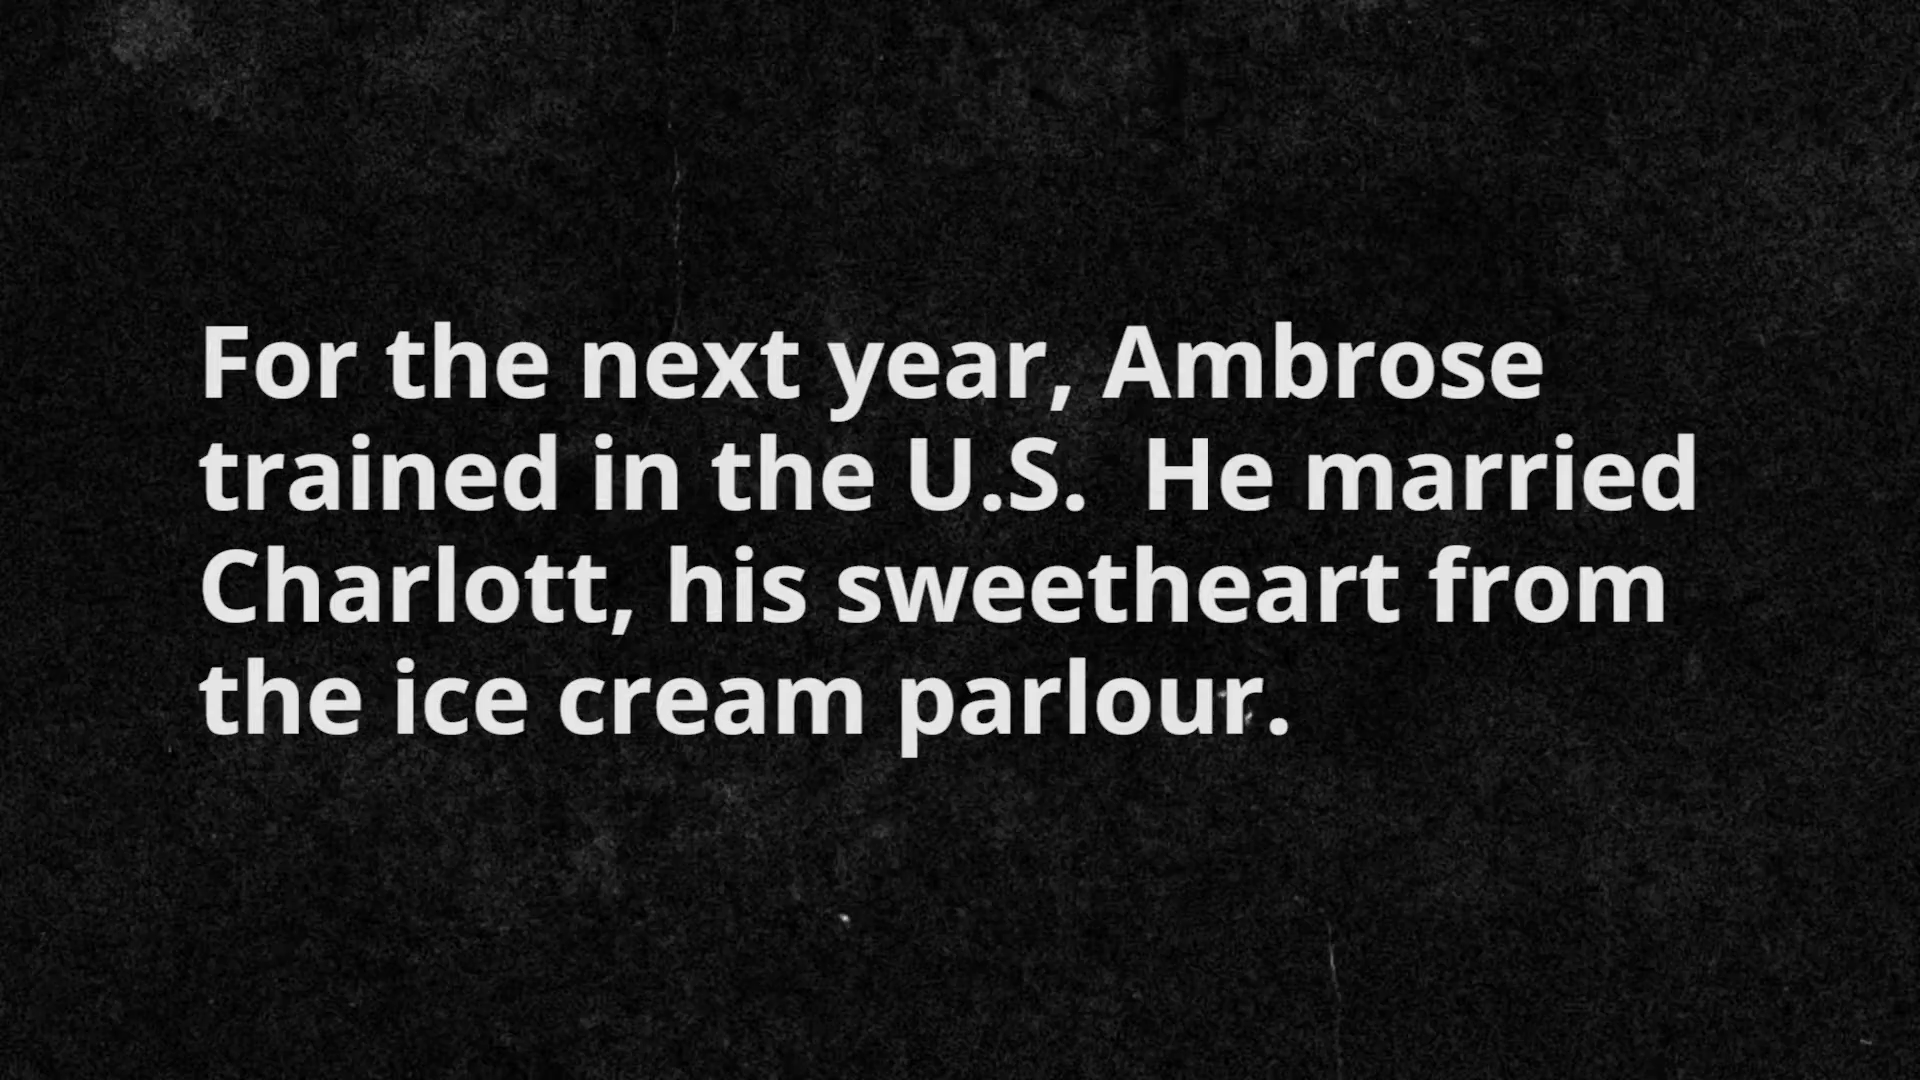 For the next year, Ambrose
trained in the U.S.  He married
Charlott, his sweetheart from
the ice cream parlour.